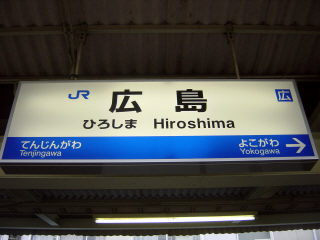 JR 広島 広
ひろしま Hiroshima
てんじんがわ よこがわ →
Tenjingawa Yokogawa